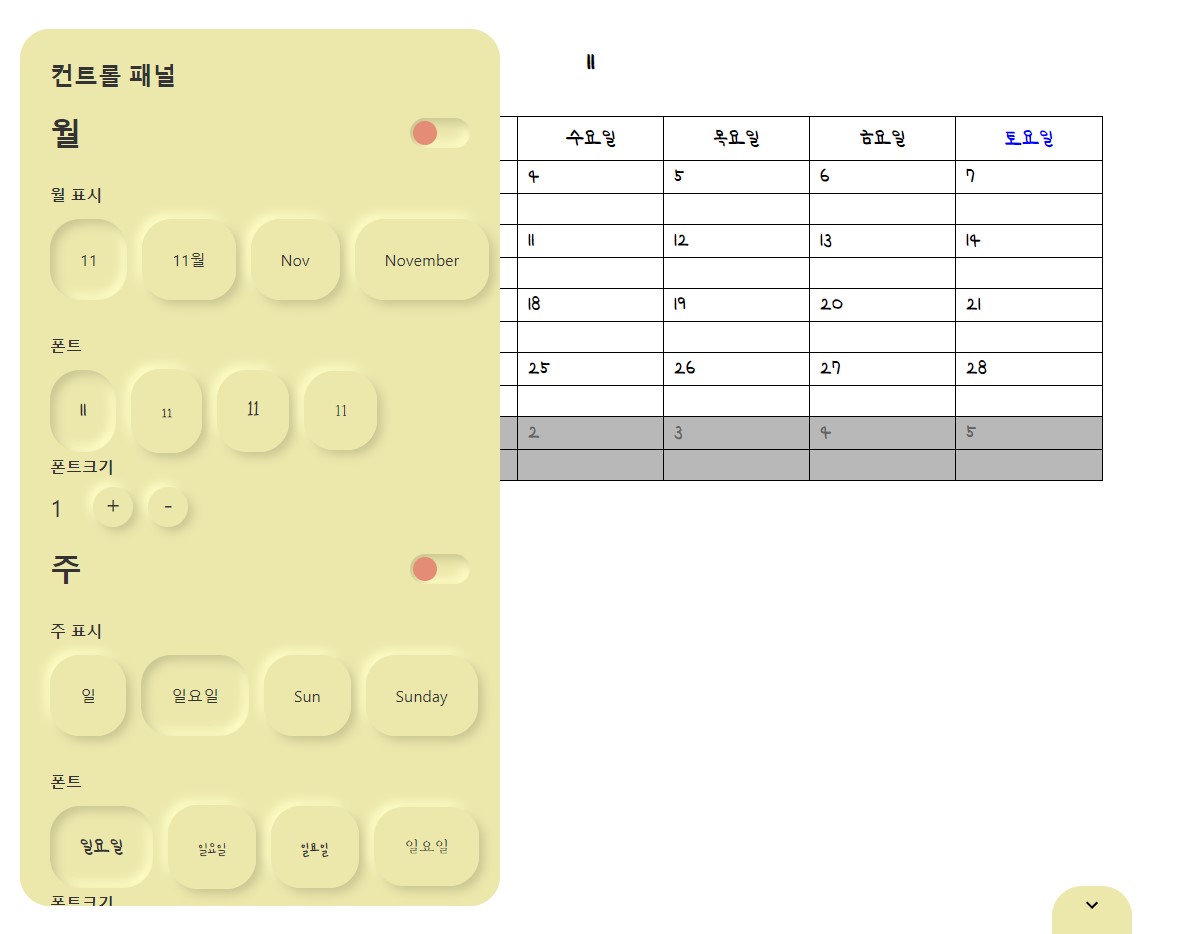 컨트롤 패널
월
월 표시
11 11월 Nov November
폰트
11 11 11 11
폰트크기
1 + -
주
주 표시
일 일요일 Sun Sunday
폰트
일요일 일요일 일요일 일요일
폰트크기
11
수요일 목요일 금요일 토요일
4 5 6 7
11 12 13 14
18 19 20 21
25 26 27 28
2 3 4 5